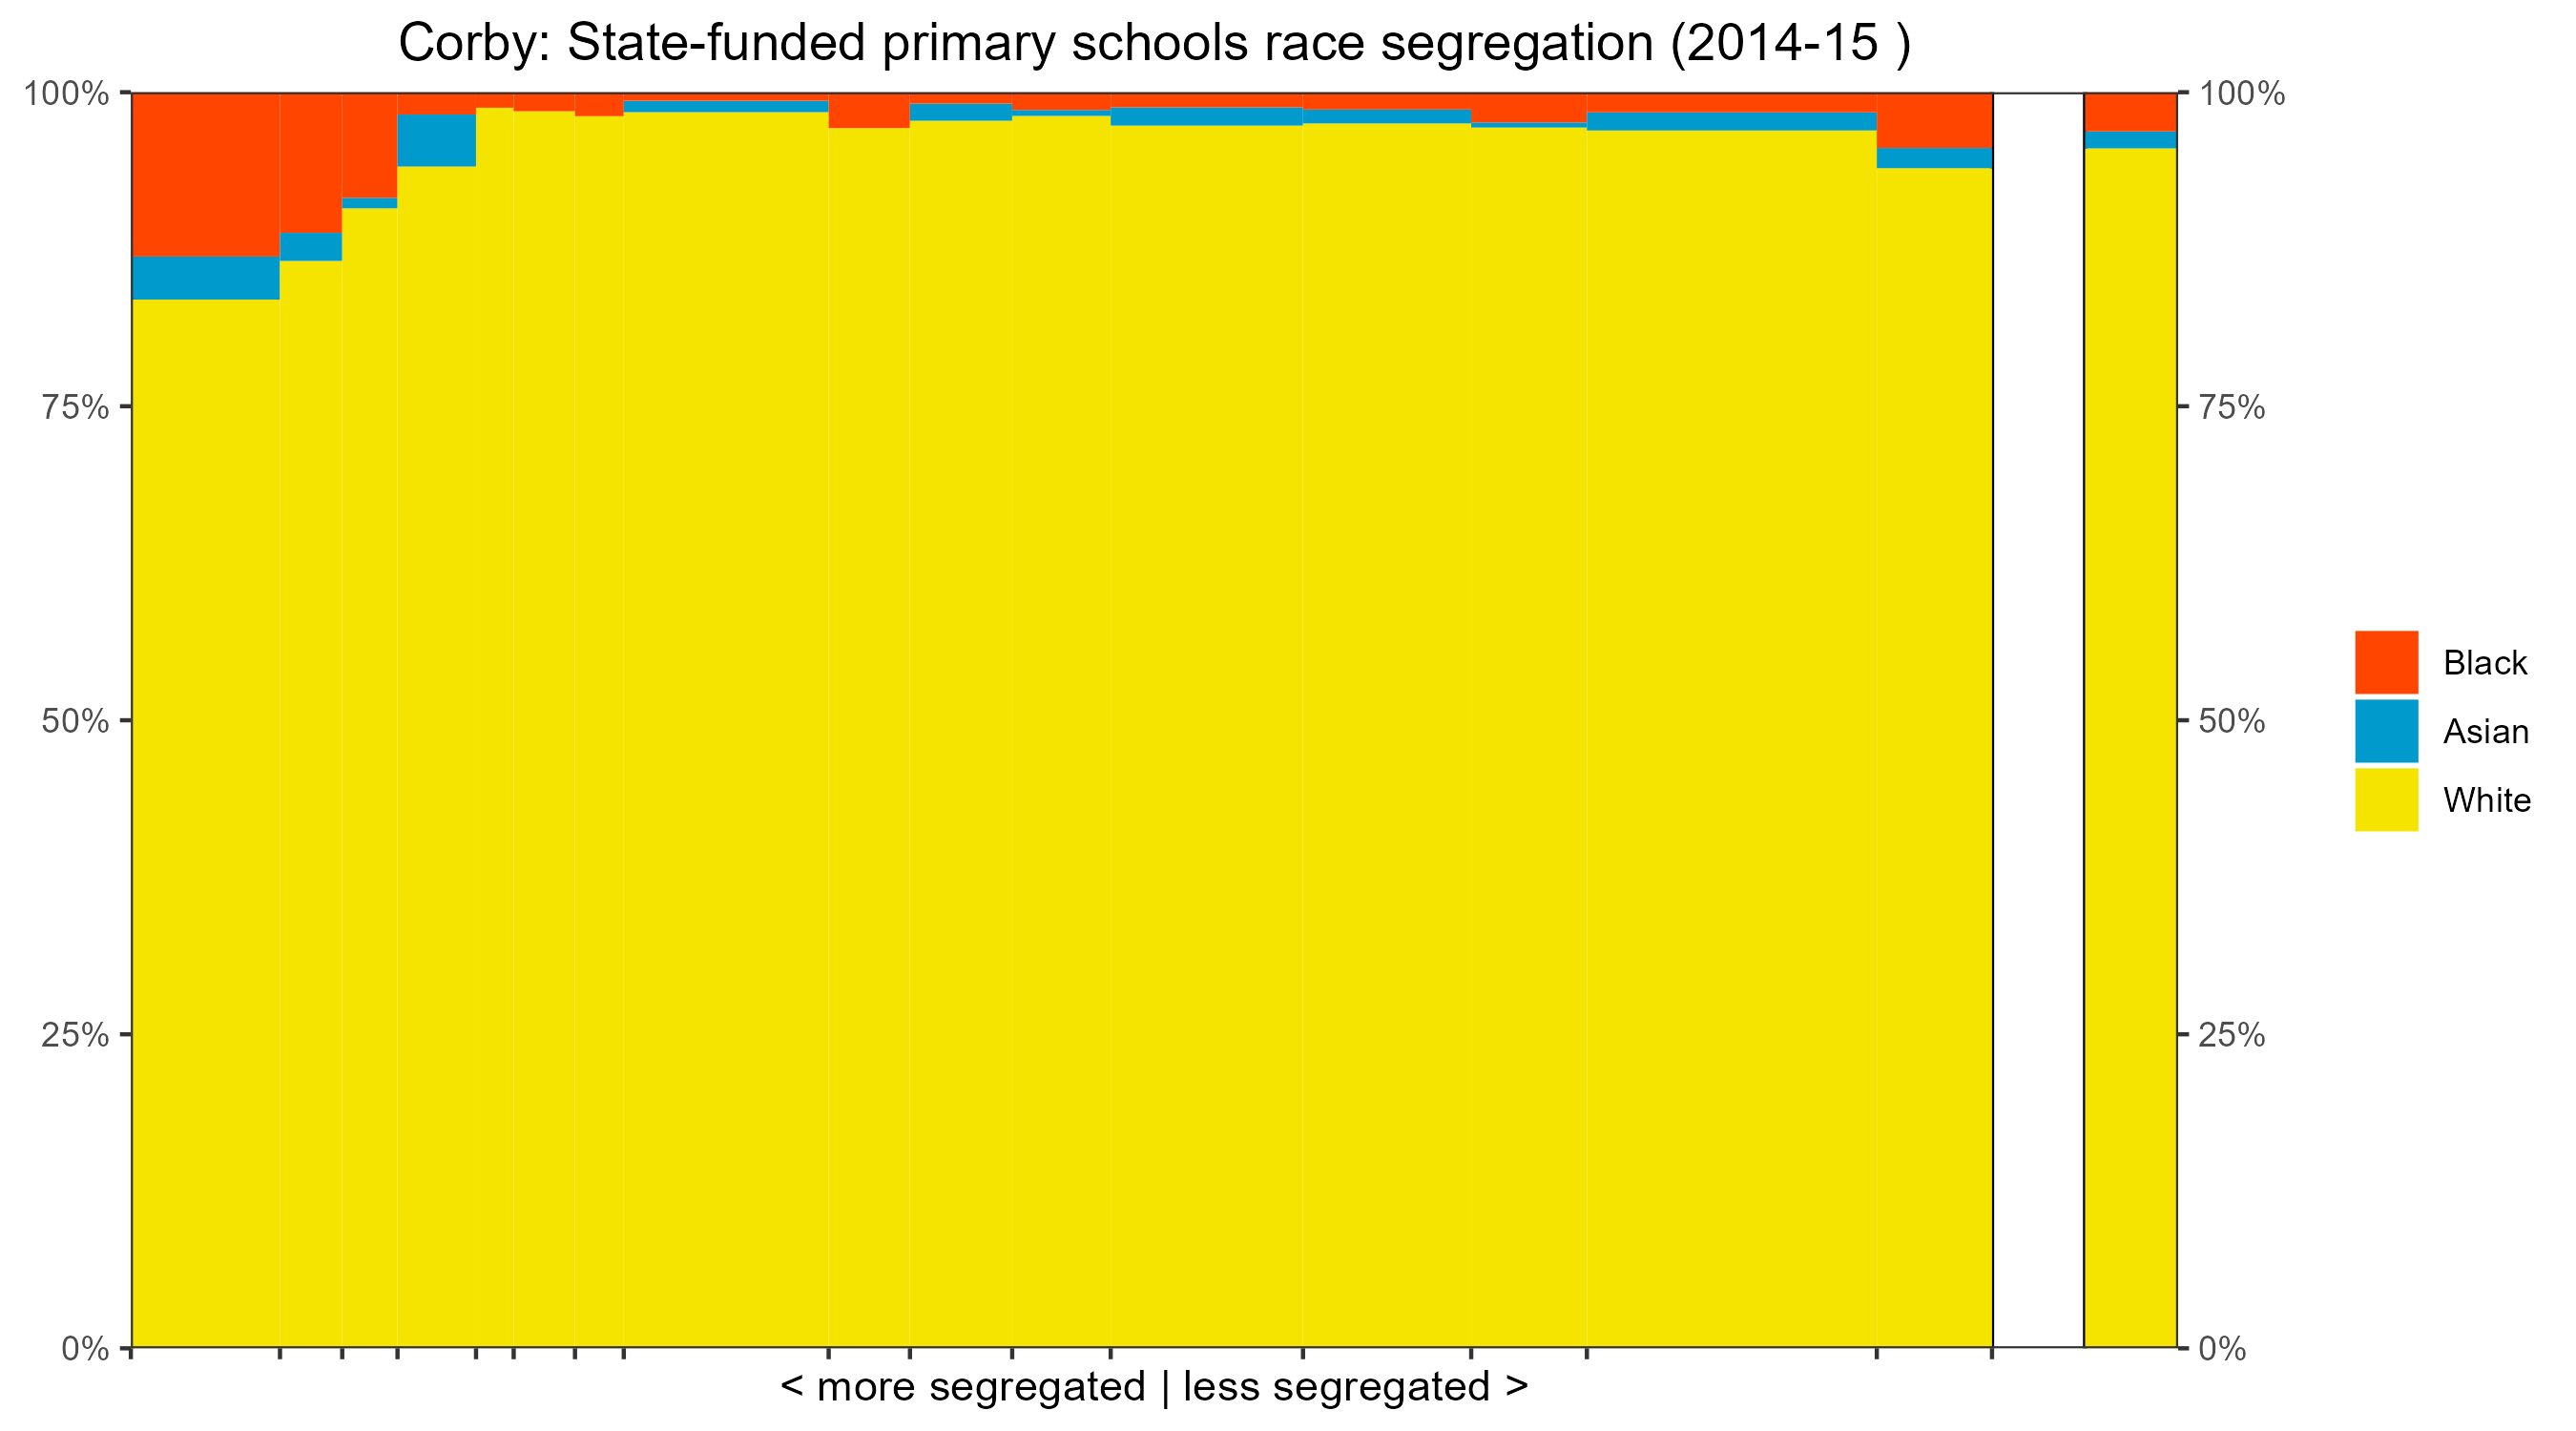 Corby: State-funded primary schools race segregation (2014-15 )
100%
100%
75%
75%
50%
50%
25%
25%
0%
0%
Black
Asian
White
< more segregated | less segregated >